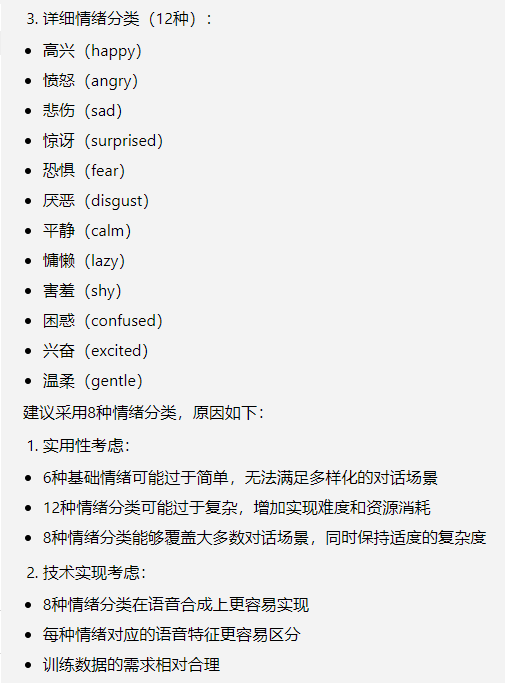 3. 详细情绪分类（12种）：
• 高兴（happy）
• 愤怒（angry）
• 悲伤（sad）
• 惊讶（surprised）
• 恐惧（fear）
• 厌恶（disgust）
• 平静（calm）
• 慵懒（lazy）
• 害羞（shy）
• 困惑（confused）
• 兴奋（excited）
• 温柔（gentle）
建议采用8种情绪分类，原因如下：
1. 实用性考虑：
• 6种基础情绪可能过于简单，无法满足多样化的对话场景
• 12种情绪分类可能过于复杂，增加实现难度和资源消耗
• 8种情绪分类能够覆盖大多数对话场景，同时保持适度的复杂度
2. 技术实现考虑：
• 8种情绪分类在语音合成上更容易实现
• 每种情绪对应的语音特征更容易区分
• 训练数据的需求相对合理